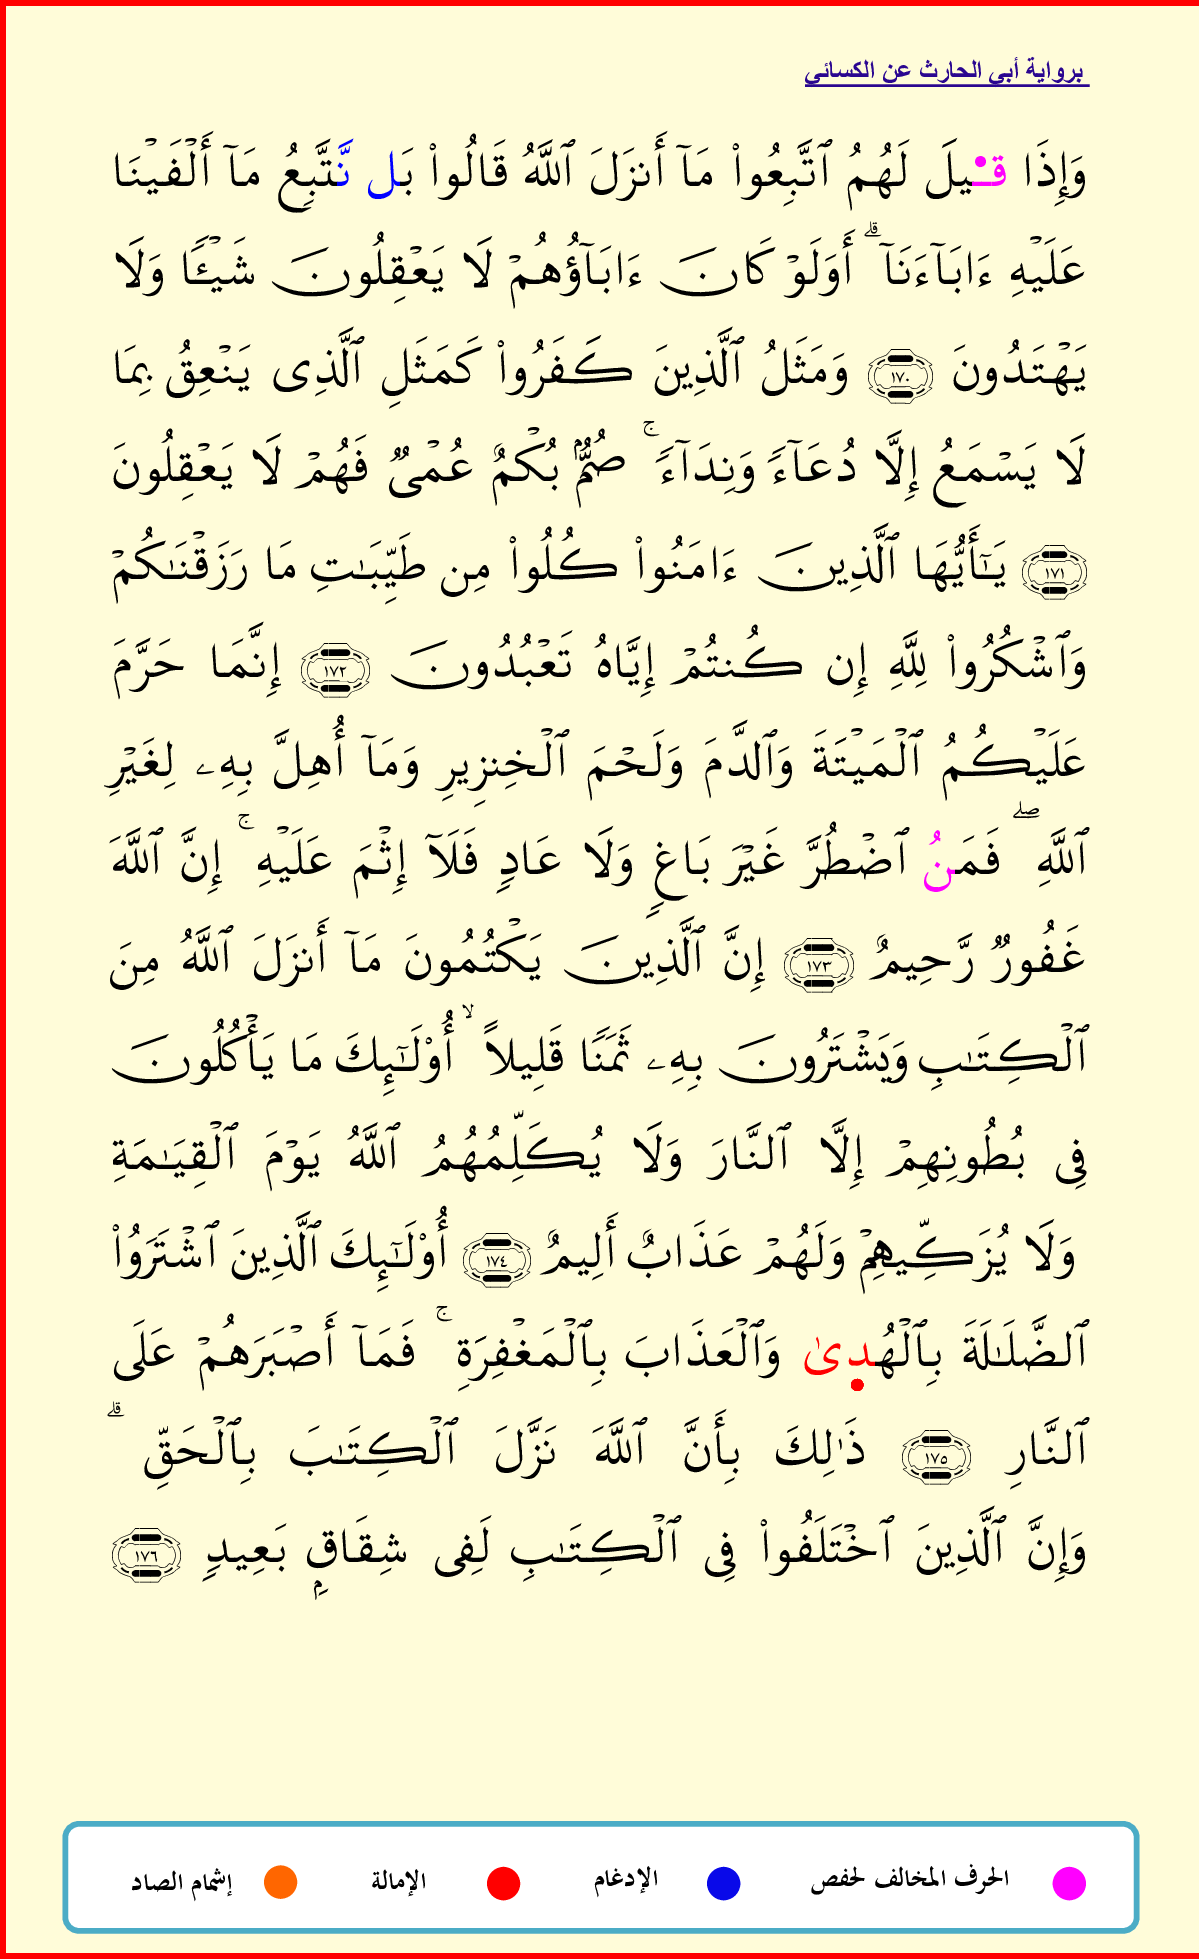 برواية أبي الحارث عن الكسائي
وَإِذَا قِيلَ لَهُمُ ٱتَّبِعُوا۟ مَآ أَنزَلَ ٱللَّهُ قَالُوا۟ بَل نَّتَّبِعُ مَآ أَلْفَيْنَا
عَلَيْهِ ءَابَآءَنَآ ۗ أَوَلَوْ كَانَ ءَابَآؤُهُمْ لَا يَعْقِلُونَ شَيْـًٔا وَلَا
يَهْتَدُونَ ١٧٠ وَمَثَلُ ٱلَّذِينَ كَفَرُوا۟ كَمَثَلِ ٱلَّذِى يَنْعِقُ بِمَا
لَا يَسْمَعُ إِلَّا دُعَآءً وَنِدَآءً ۚ صُمٌّۢ بُكْمٌ عُمْىٌ فَهُمْ لَا يَعْقِلُونَ
١٧١ يَـٰٓأَيُّهَا ٱلَّذِينَ ءَامَنُوا۟ كُلُوا۟ مِن طَيِّبَـٰتِ مَا رَزَقْنَـٰكُمْ
وَٱشْكُرُوا۟ لِلَّهِ إِن كُنتُمْ إِيَّاهُ تَعْبُدُونَ ١٧٢ إِنَّمَا حَرَّمَ
عَلَيْكُمُ ٱلْمَيْتَةَ وَٱلدَّمَ وَلَحْمَ ٱلْخِنزِيرِ وَمَآ أُهِلَّ بِهِۦ لِغَيْرِ
ٱللَّهِ ۖ فَمَنُ ٱضْطُرَّ غَيْرَ بَاغٍ وَلَا عَادٍ فَلَآ إِثْمَ عَلَيْهِ ۚ إِنَّ ٱللَّهَ
غَفُورٌ رَّحِيمٌ ١٧٣ إِنَّ ٱلَّذِينَ يَكْتُمُونَ مَآ أَنزَلَ ٱللَّهُ مِنَ
ٱلْكِتَـٰبِ وَيَشْتَرُونَ بِهِۦ ثَمَنًا قَلِيلاً ۙ أُو۟لَـٰٓئِكَ مَا يَأْكُلُونَ
فِى بُطُونِهِمْ إِلَّا ٱلنَّارَ وَلَا يُكَلِّمُهُمُ ٱللَّهُ يَوْمَ ٱلْقِيَـٰمَةِ
وَلَا يُزَكِّيهِمْ وَلَهُمْ عَذَابٌ أَلِيمٌ ١٧٤ أُو۟لَـٰٓئِكَ ٱلَّذِينَ ٱشْتَرَوُا۟
ٱلضَّلَـٰلَةَ بِٱلْهُدِىٰ وَٱلْعَذَابَ بِٱلْمَغْفِرَةِ ۚ فَمَآ أَصْبَرَهُمْ عَلَى
ٱلنَّارِ ١٧٥ ذَٰلِكَ بِأَنَّ ٱللَّهَ نَزَّلَ ٱلْكِتَـٰبَ بِٱلْحَقِّ ۗ
وَإِنَّ ٱلَّذِينَ ٱخْتَلَفُوا۟ فِى ٱلْكِتَـٰبِ لَفِى شِقَاقٍۭ بَعِيدٍ ١٧٦
الحرف المخالف لحفص الإدغام الإمالة إشمام الصاد